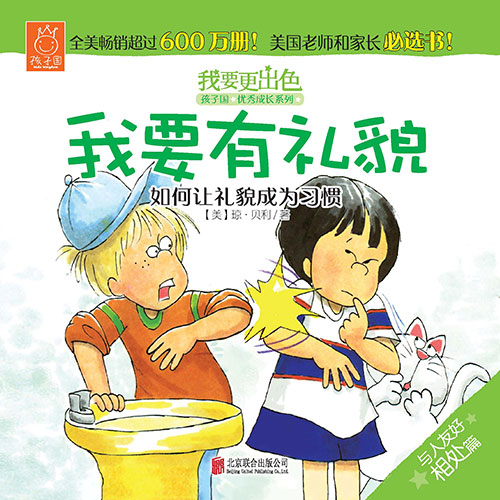 全美畅销超过600万册！ 美国老师和家长必选书！
孩子国
我要更出色
孩子国 优秀成长系列
我要有礼貌
如何让礼貌成为习惯
【美】琼·贝利/著
与人友好
相处篇
北京联合出版公司
Beijing United Publishing Co.,Ltd.